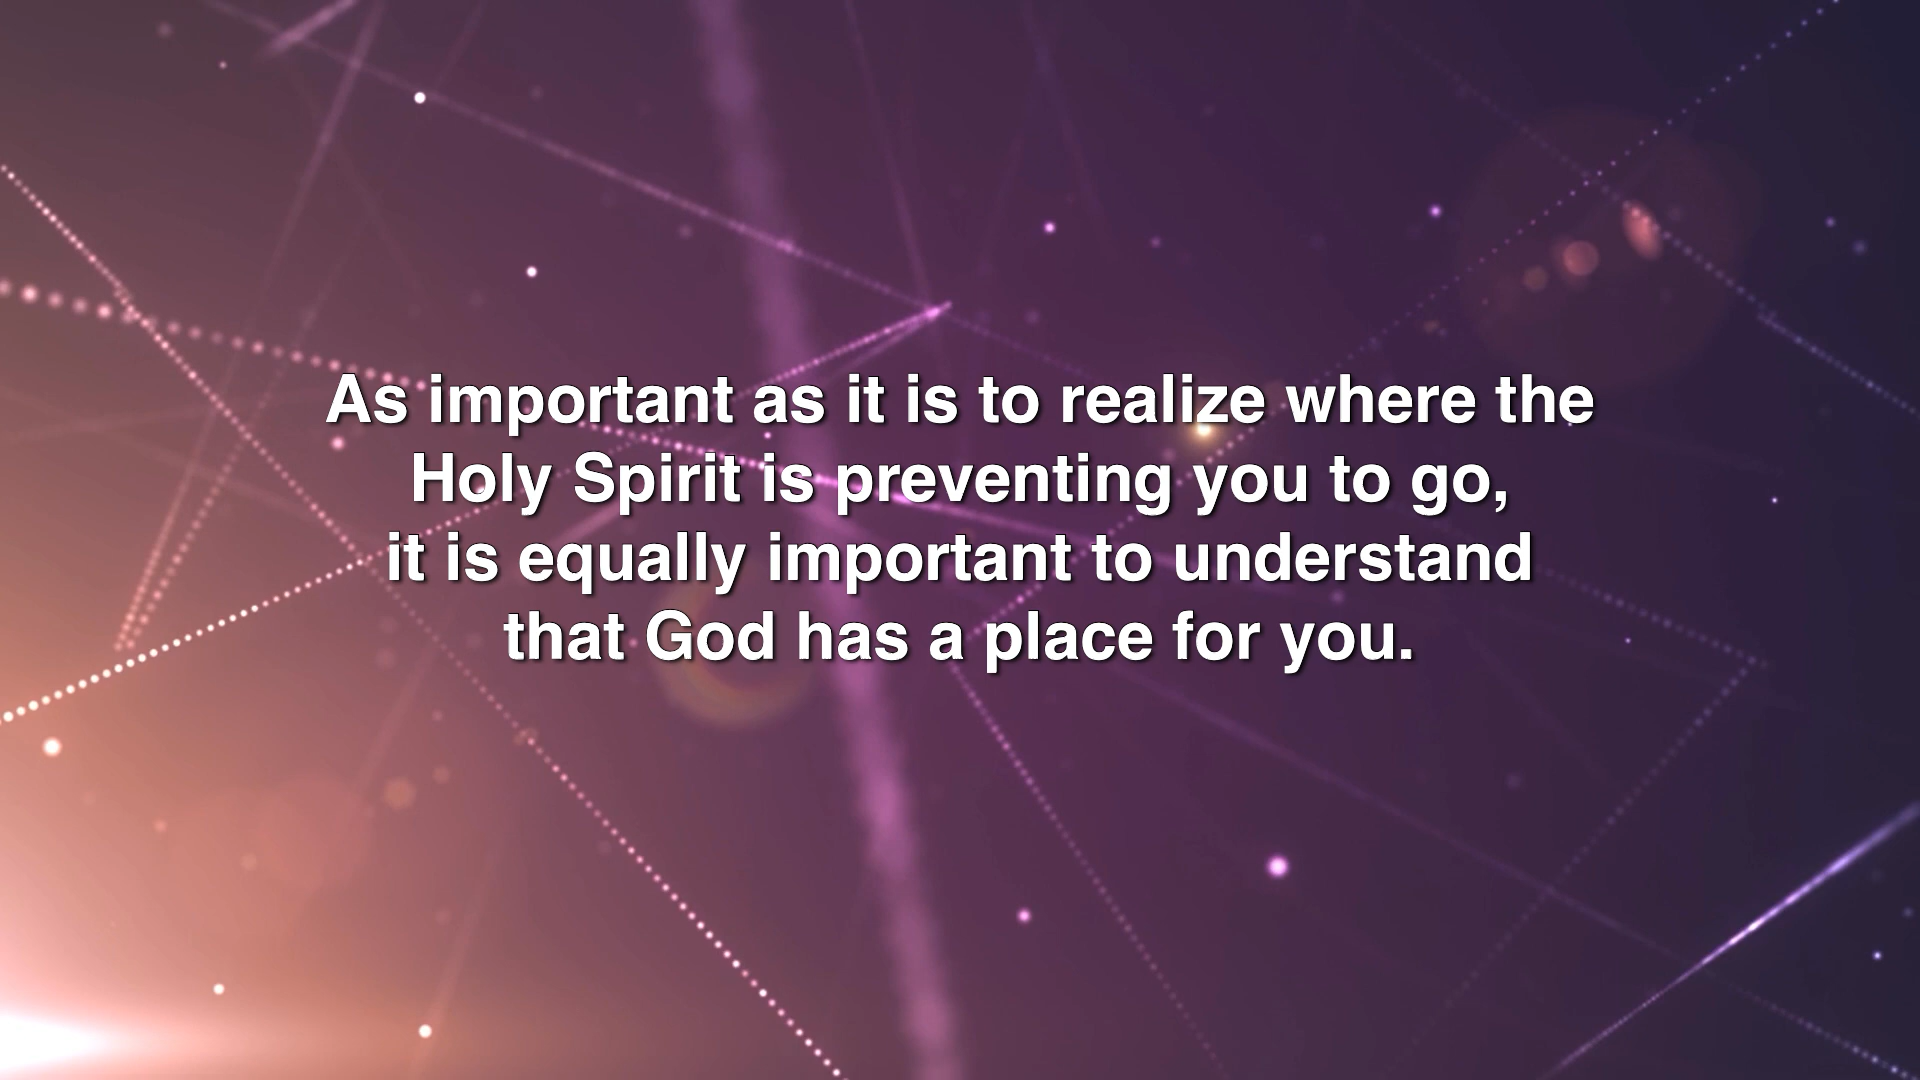 As important as it is to realize where the
Holy Spirit is preventing you to go,
it is equally important to understand
that God has a place for you.